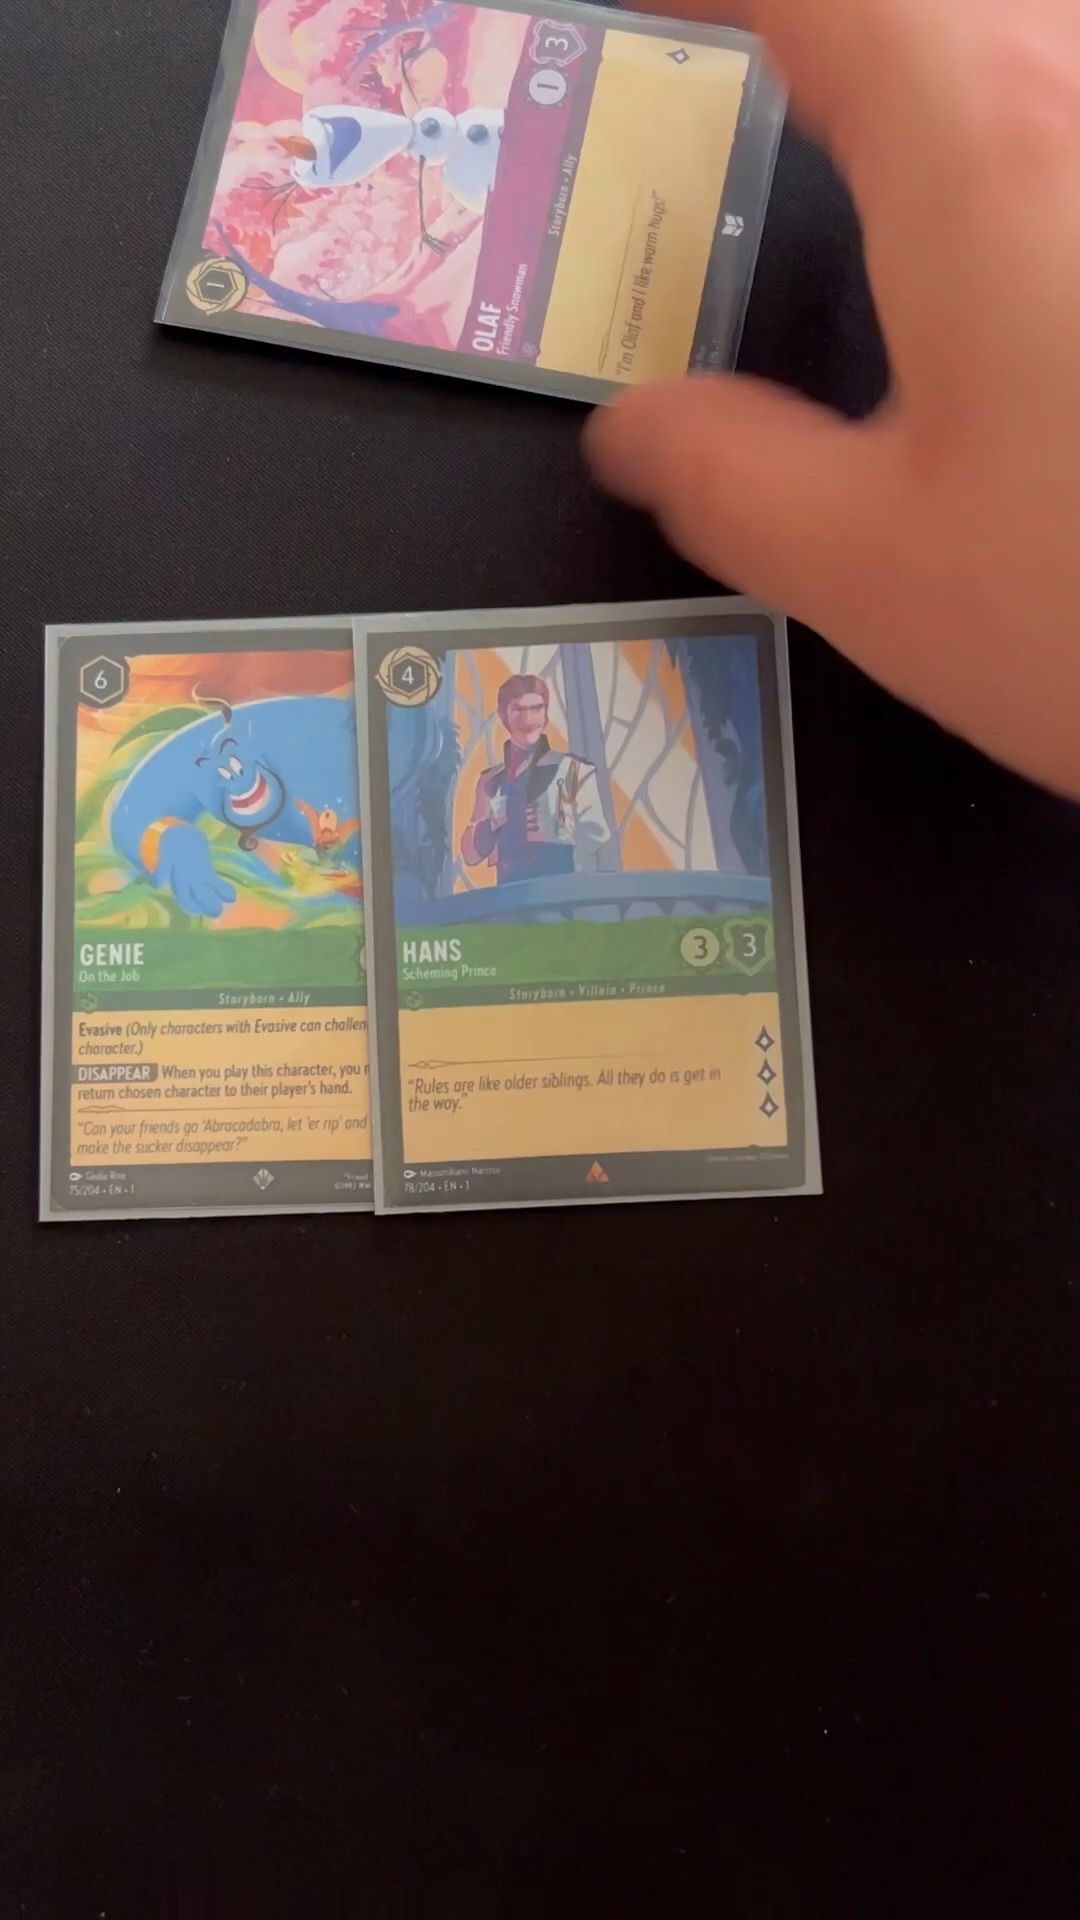 1
3
1
OLAF
Friendly Snowman
Storyborn • Ally
"I'm Olaf and I like warm hugs!"
6
GENIE
On the Job
Storyborn • Ally
Evasive (Only characters with Evasive can challen
character.)
DISAPPEAR When you play this character, you
return chosen character to their player's hand.
"Can your friends go 'Abracadabra, let 'er rip' and
make the sucker disappear?"
Giulia Riva
75/204 • EN • 1
4
HANS
Scheming Prince
3 3
Storyborn • Villain • Prince
"Rules are like older siblings. All they do is get in
the way."
Massimiliano Narciso
78/204 • EN • 1